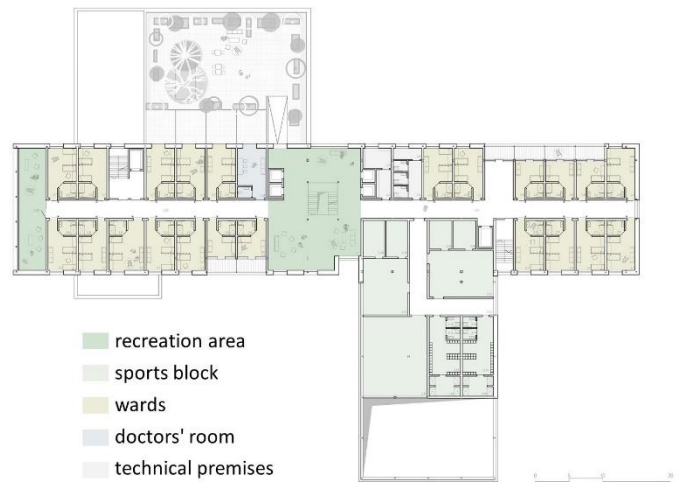 recreation area
sports block
wards
doctors' room
technical premises